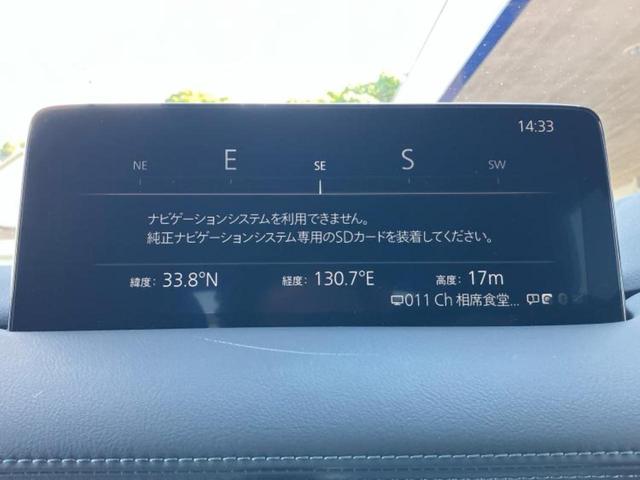 14:33
NE E SE S SW
ナビゲーションシステムを利用できません。
純正ナビゲーションシステム専用のSDカードを装着してください。
緯度: 33.8°N 経度: 130.7°E 高度: 17m
011 Ch 相席食堂...